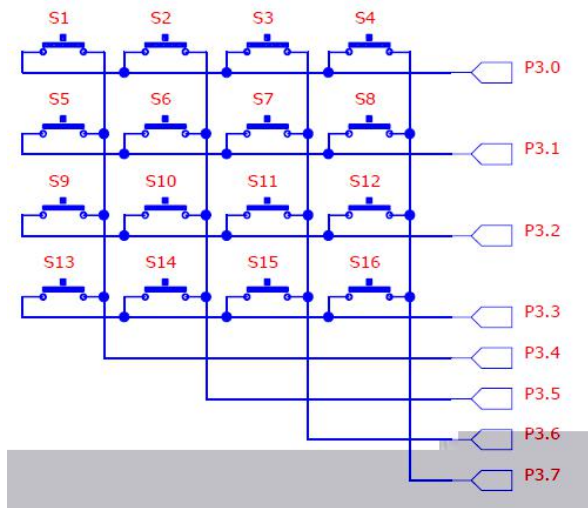 S1 S2 S3 S4
P3.0
S5 S6 S7 S8
P3.1
S9 S10 S11 S12
P3.2
S13 S14 S15 S16
P3.3
P3.4
P3.5
P3.6
P3.7